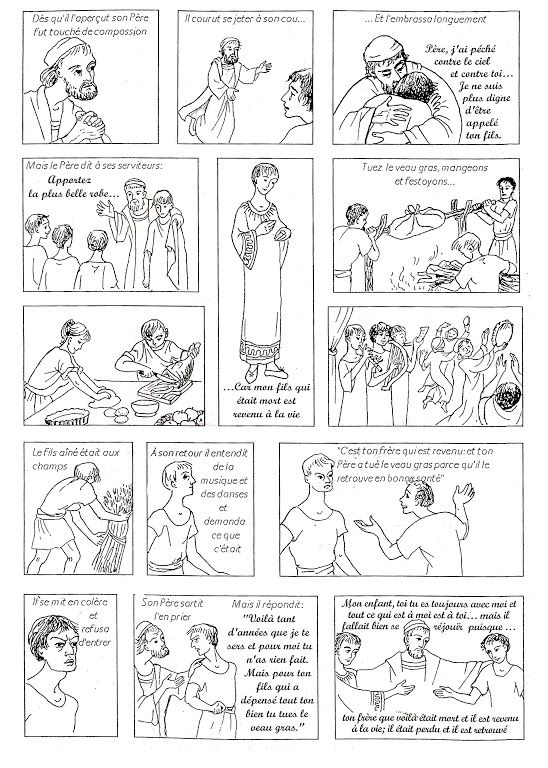 Dès qu'il l'aperçut son Père
fut touché de compassion
Il courut se jeter à son cou...
... Et l'embrassa longuement
Père, j'ai péché
contre le ciel
et contre toi...
Je ne suis
plus digne
d'être
appelé
ton fils.
Mais le Père dit à ses serviteurs:
Apportez
la plus belle robe...
...Car mon fils qui
était mort est
revenu à la vie
Tuez le veau gras, mangeons
et festoyons...
Le fils aîné était aux
champs
À son retour il entendit
de la
musique et
des danses
et
demanda
ce que
c'était
"C'est ton frère qui est revenu: et ton
Père a tué le veau gras parce qu'il le
retrouve en bonne santé"
Il se mit en colère
et
refusa
d'entrer
Son Père sortit
l'en prier
Mais il répondit:
"Voilà tant
d'années que je te
sers et pour moi tu
n'as rien fait.
Mais pour ton
fils qui a
dépensé tout ton
bien tu tues le
veau gras."
Mon enfant, toi tu es toujours avec moi et
tout ce qui est à moi est à toi... mais il
fallait bien se réjouir puisque ...
ton frère que voilà était mort et il est revenu
à la vie; il était perdu et il est retrouvé